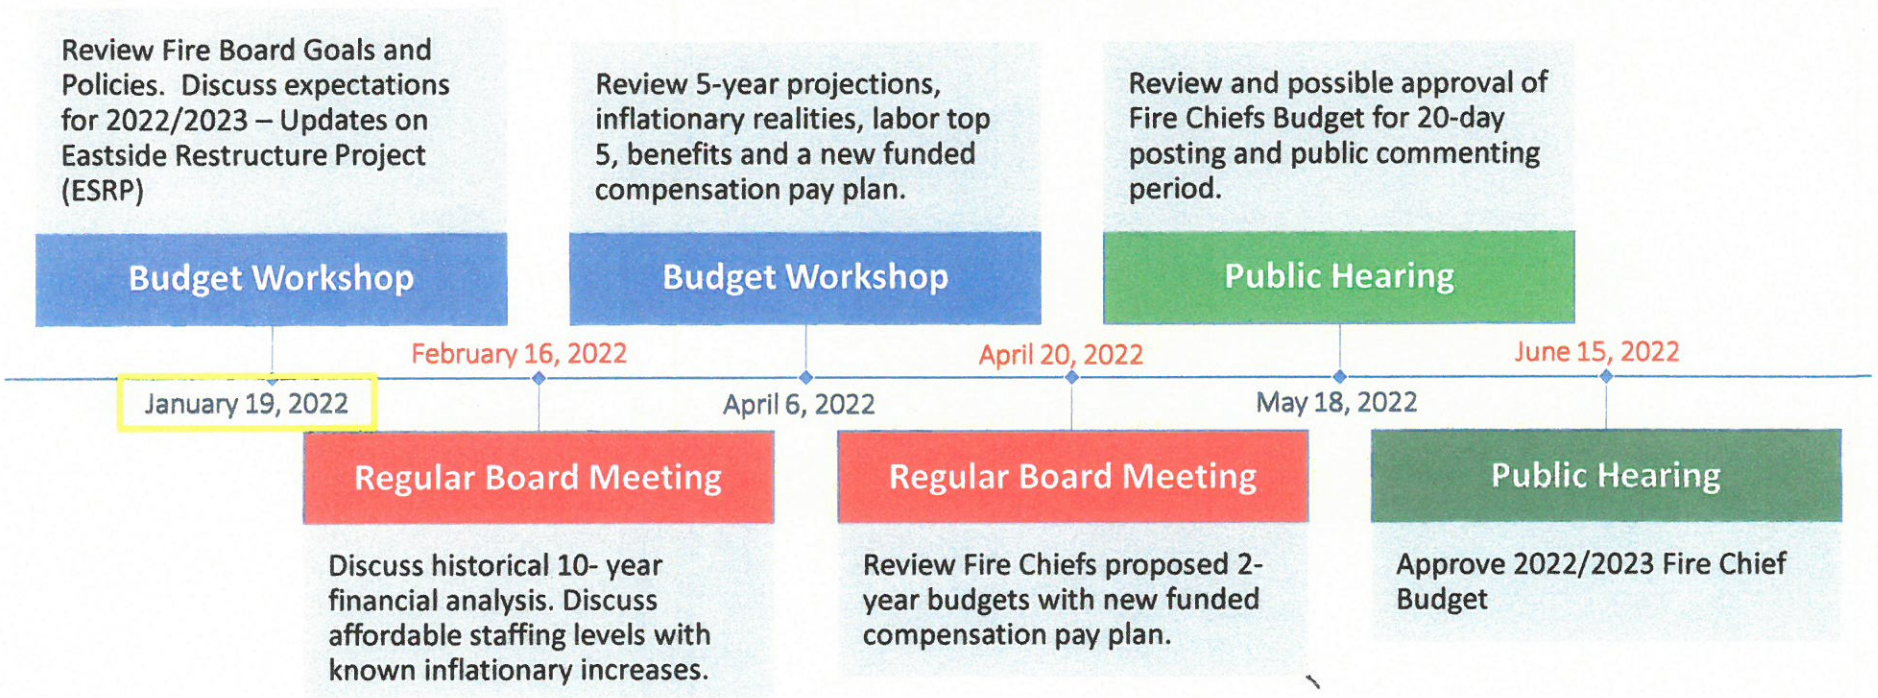 Review Fire Board Goals and
Policies.  Discuss expectations
for 2022/2023 – Updates on
Eastside Restructure Project
(ESRP)
Budget Workshop
January 19, 2022
February 16, 2022
Regular Board Meeting
Discuss historical 10- year
financial analysis. Discuss
affordable staffing levels with
known inflationary increases.
Review 5-year projections,
inflationary realities, labor top
5, benefits and a new funded
compensation pay plan.
Budget Workshop
April 6, 2022
April 20, 2022
Regular Board Meeting
Review Fire Chiefs proposed 2-
year budgets with new funded
compensation pay plan.
Review and possible approval of
Fire Chiefs Budget for 20-day
posting and public commenting
period.
Public Hearing
May 18, 2022
June 15, 2022
Public Hearing
Approve 2022/2023 Fire Chief
Budget